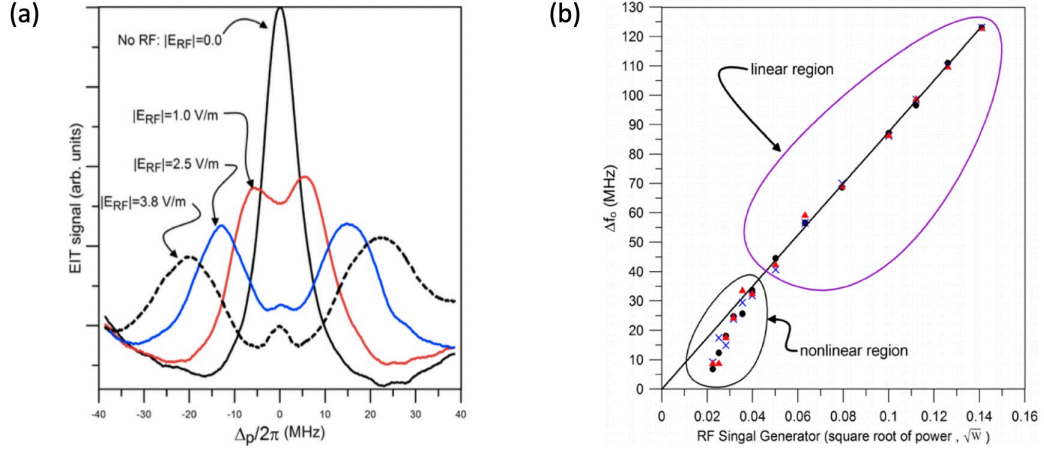 (a)
No RF: |E_RF|=0.0
|E_RF|=1.0 V/m
|E_RF|=2.5 V/m
|E_RF|=3.8 V/m
EIT signal (arb. units)
-40 -30 -20 -10 0 10 20 30 40
Δp/2π (MHz)
(b)
130
120
110
100
90
80
70
60
50
40
30
20
10
0
Δf₀ (MHz)
linear region
nonlinear region
0 0.02 0.04 0.06 0.08 0.10 0.12 0.14 0.16
RF Singal Generator (square root of power , √W )